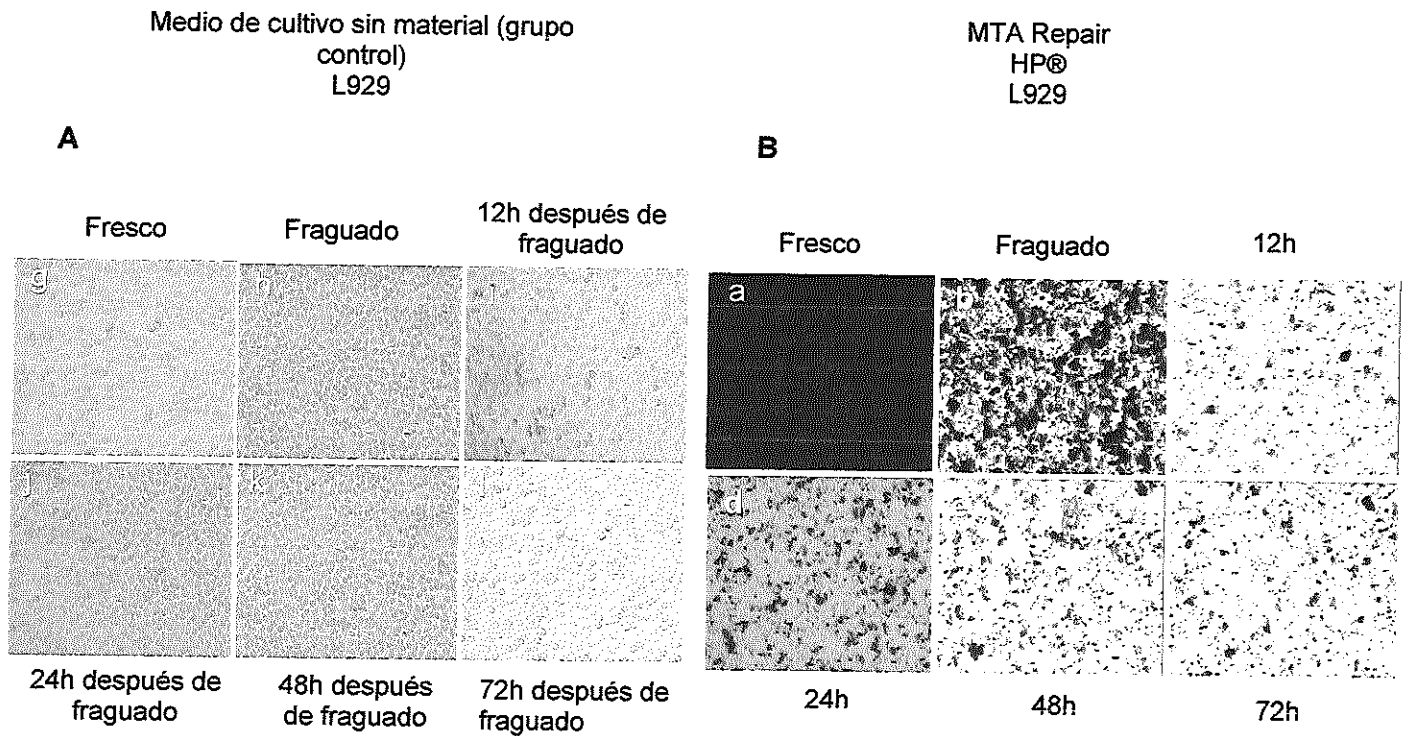 Medio de cultivo sin material (grupo
control)
L929
MTA Repair
HP®
L929
A
B
Fresco
Fraguado
12h después de
fraguado
Fresco
Fraguado
12h
g
h
i
a
b
j
k
l
d
24h después de
fraguado
48h después
de fraguado
72h después de
fraguado
24h
48h
72h